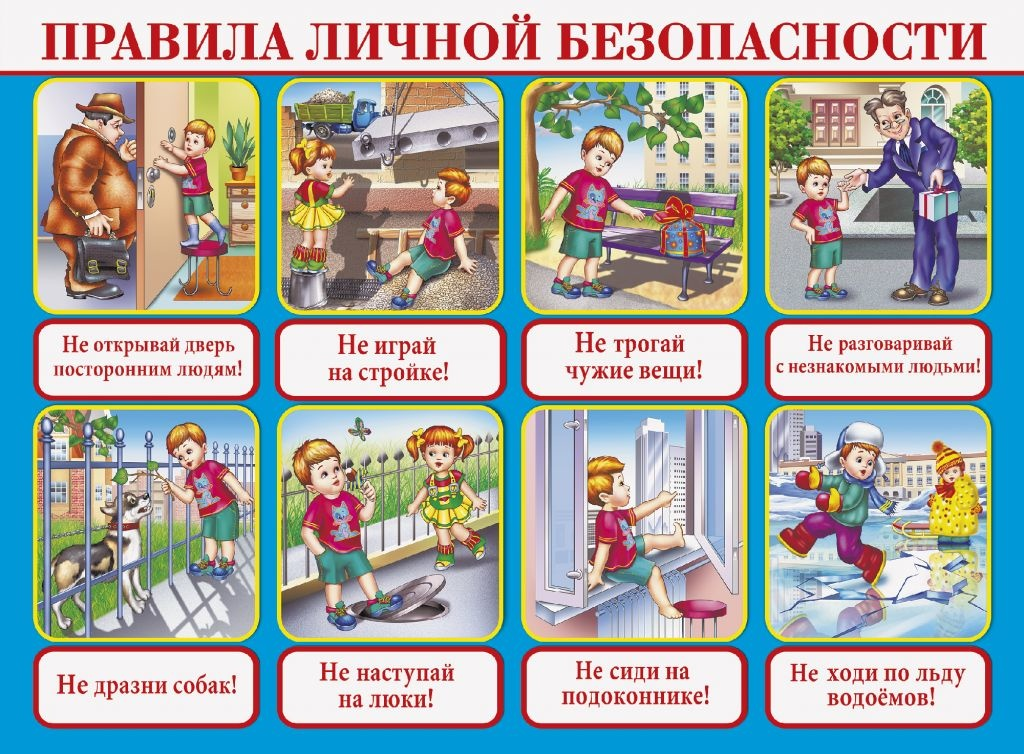 ПРАВИЛА ЛИЧНОЙ БЕЗОПАСНОСТИ
Не открывай дверь
посторонним людям!
Не играй
на стройке!
Не трогай
чужие вещи!
Не разговаривай
с незнакомыми людьми!
Не дразни собак!
Не наступай
на люки!
Не сиди на
подоконнике!
Не ходи по льду
водоёмов!